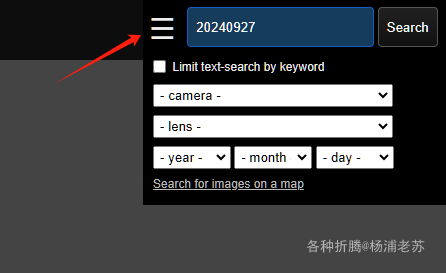 20240927 Search
Limit text-search by keyword
- camera -
- lens -
- year - - month - - day -
Search for images on a map
各种折腾@杨浦老苏